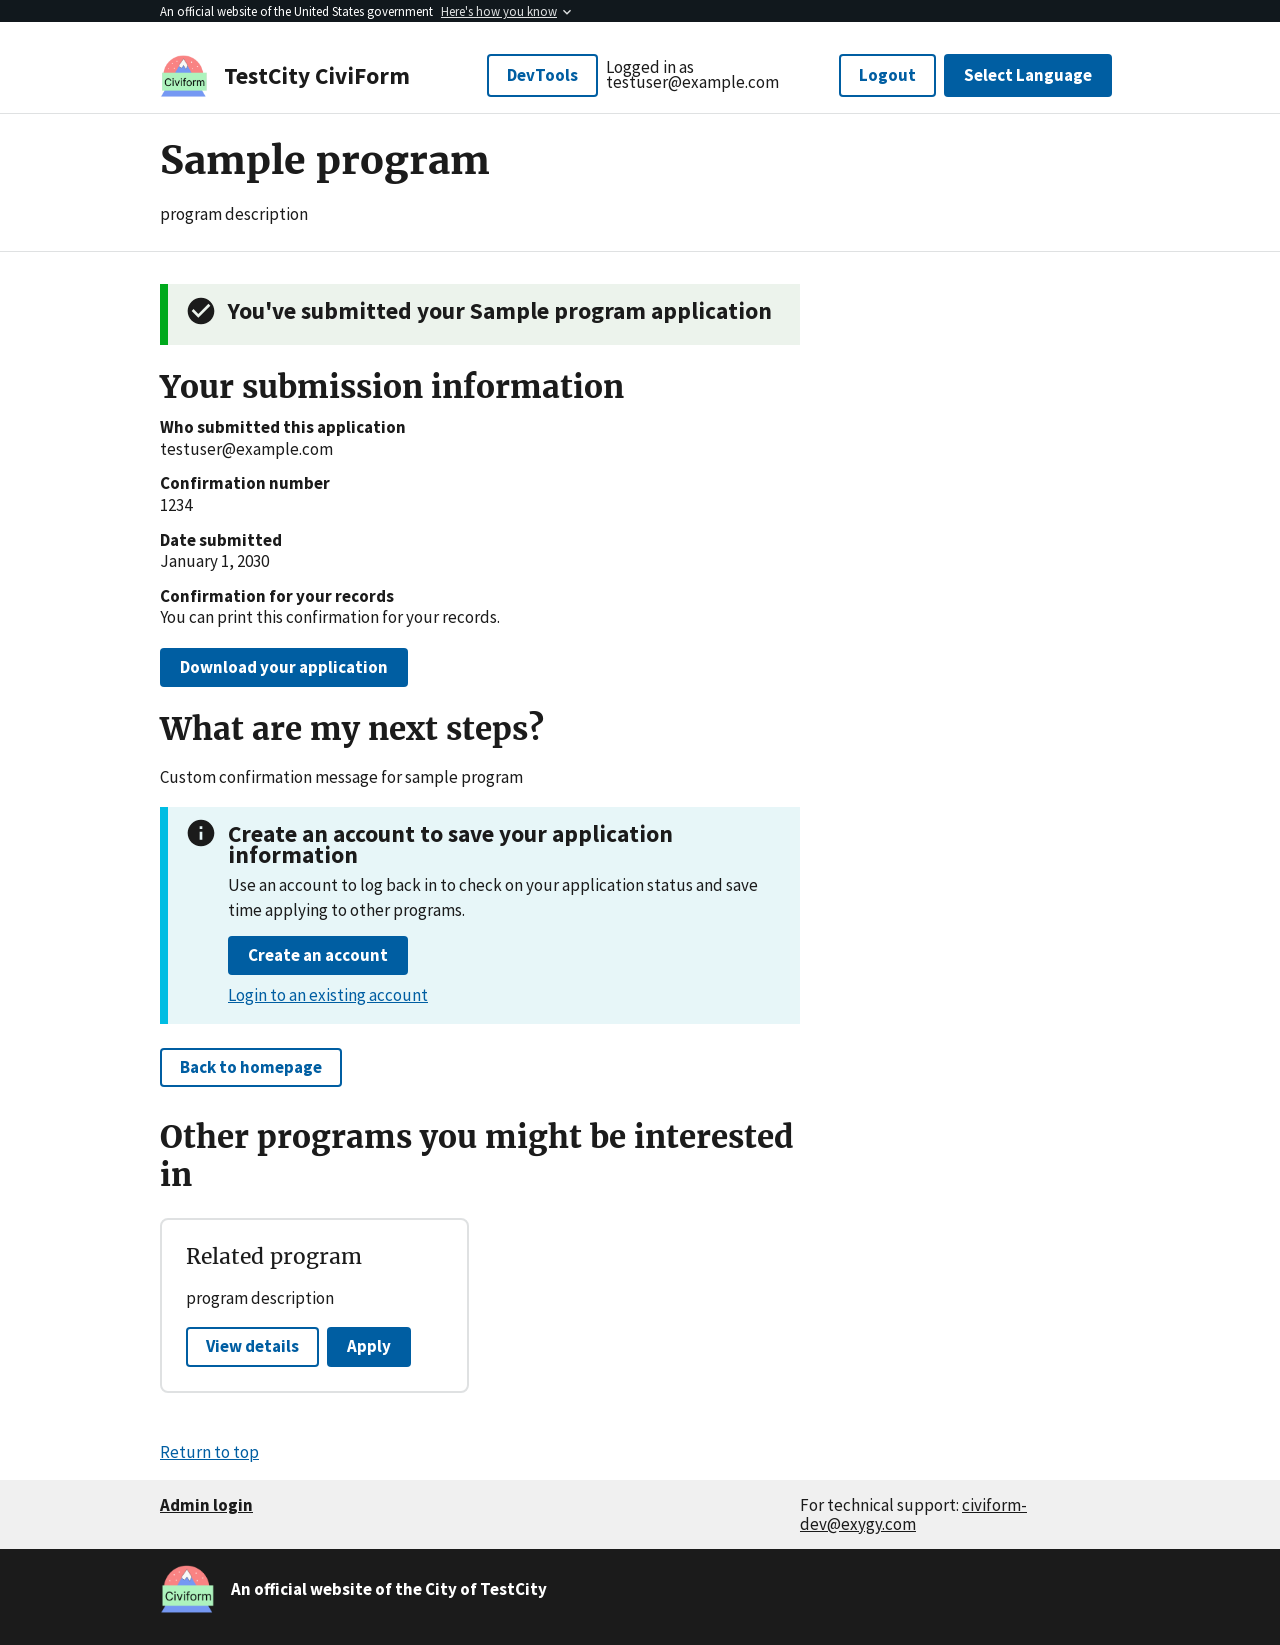 An official website of the United States government Here's how you know
Civiform
TestCity CiviForm
DevTools
Logged in as
testuser@example.com
Logout
Select Language
Sample program
program description
You've submitted your Sample program application
Your submission information
Who submitted this application
testuser@example.com
Confirmation number
1234
Date submitted
January 1, 2030
Confirmation for your records
You can print this confirmation for your records.
Download your application
What are my next steps?
Custom confirmation message for sample program
Create an account to save your application
information
Use an account to log back in to check on your application status and save
time applying to other programs.
Create an account
Login to an existing account
Back to homepage
Other programs you might be interested
in
Related program
program description
View details
Apply
Return to top
Admin login
For technical support: civiform-
dev@exygy.com
Civiform
An official website of the City of TestCity